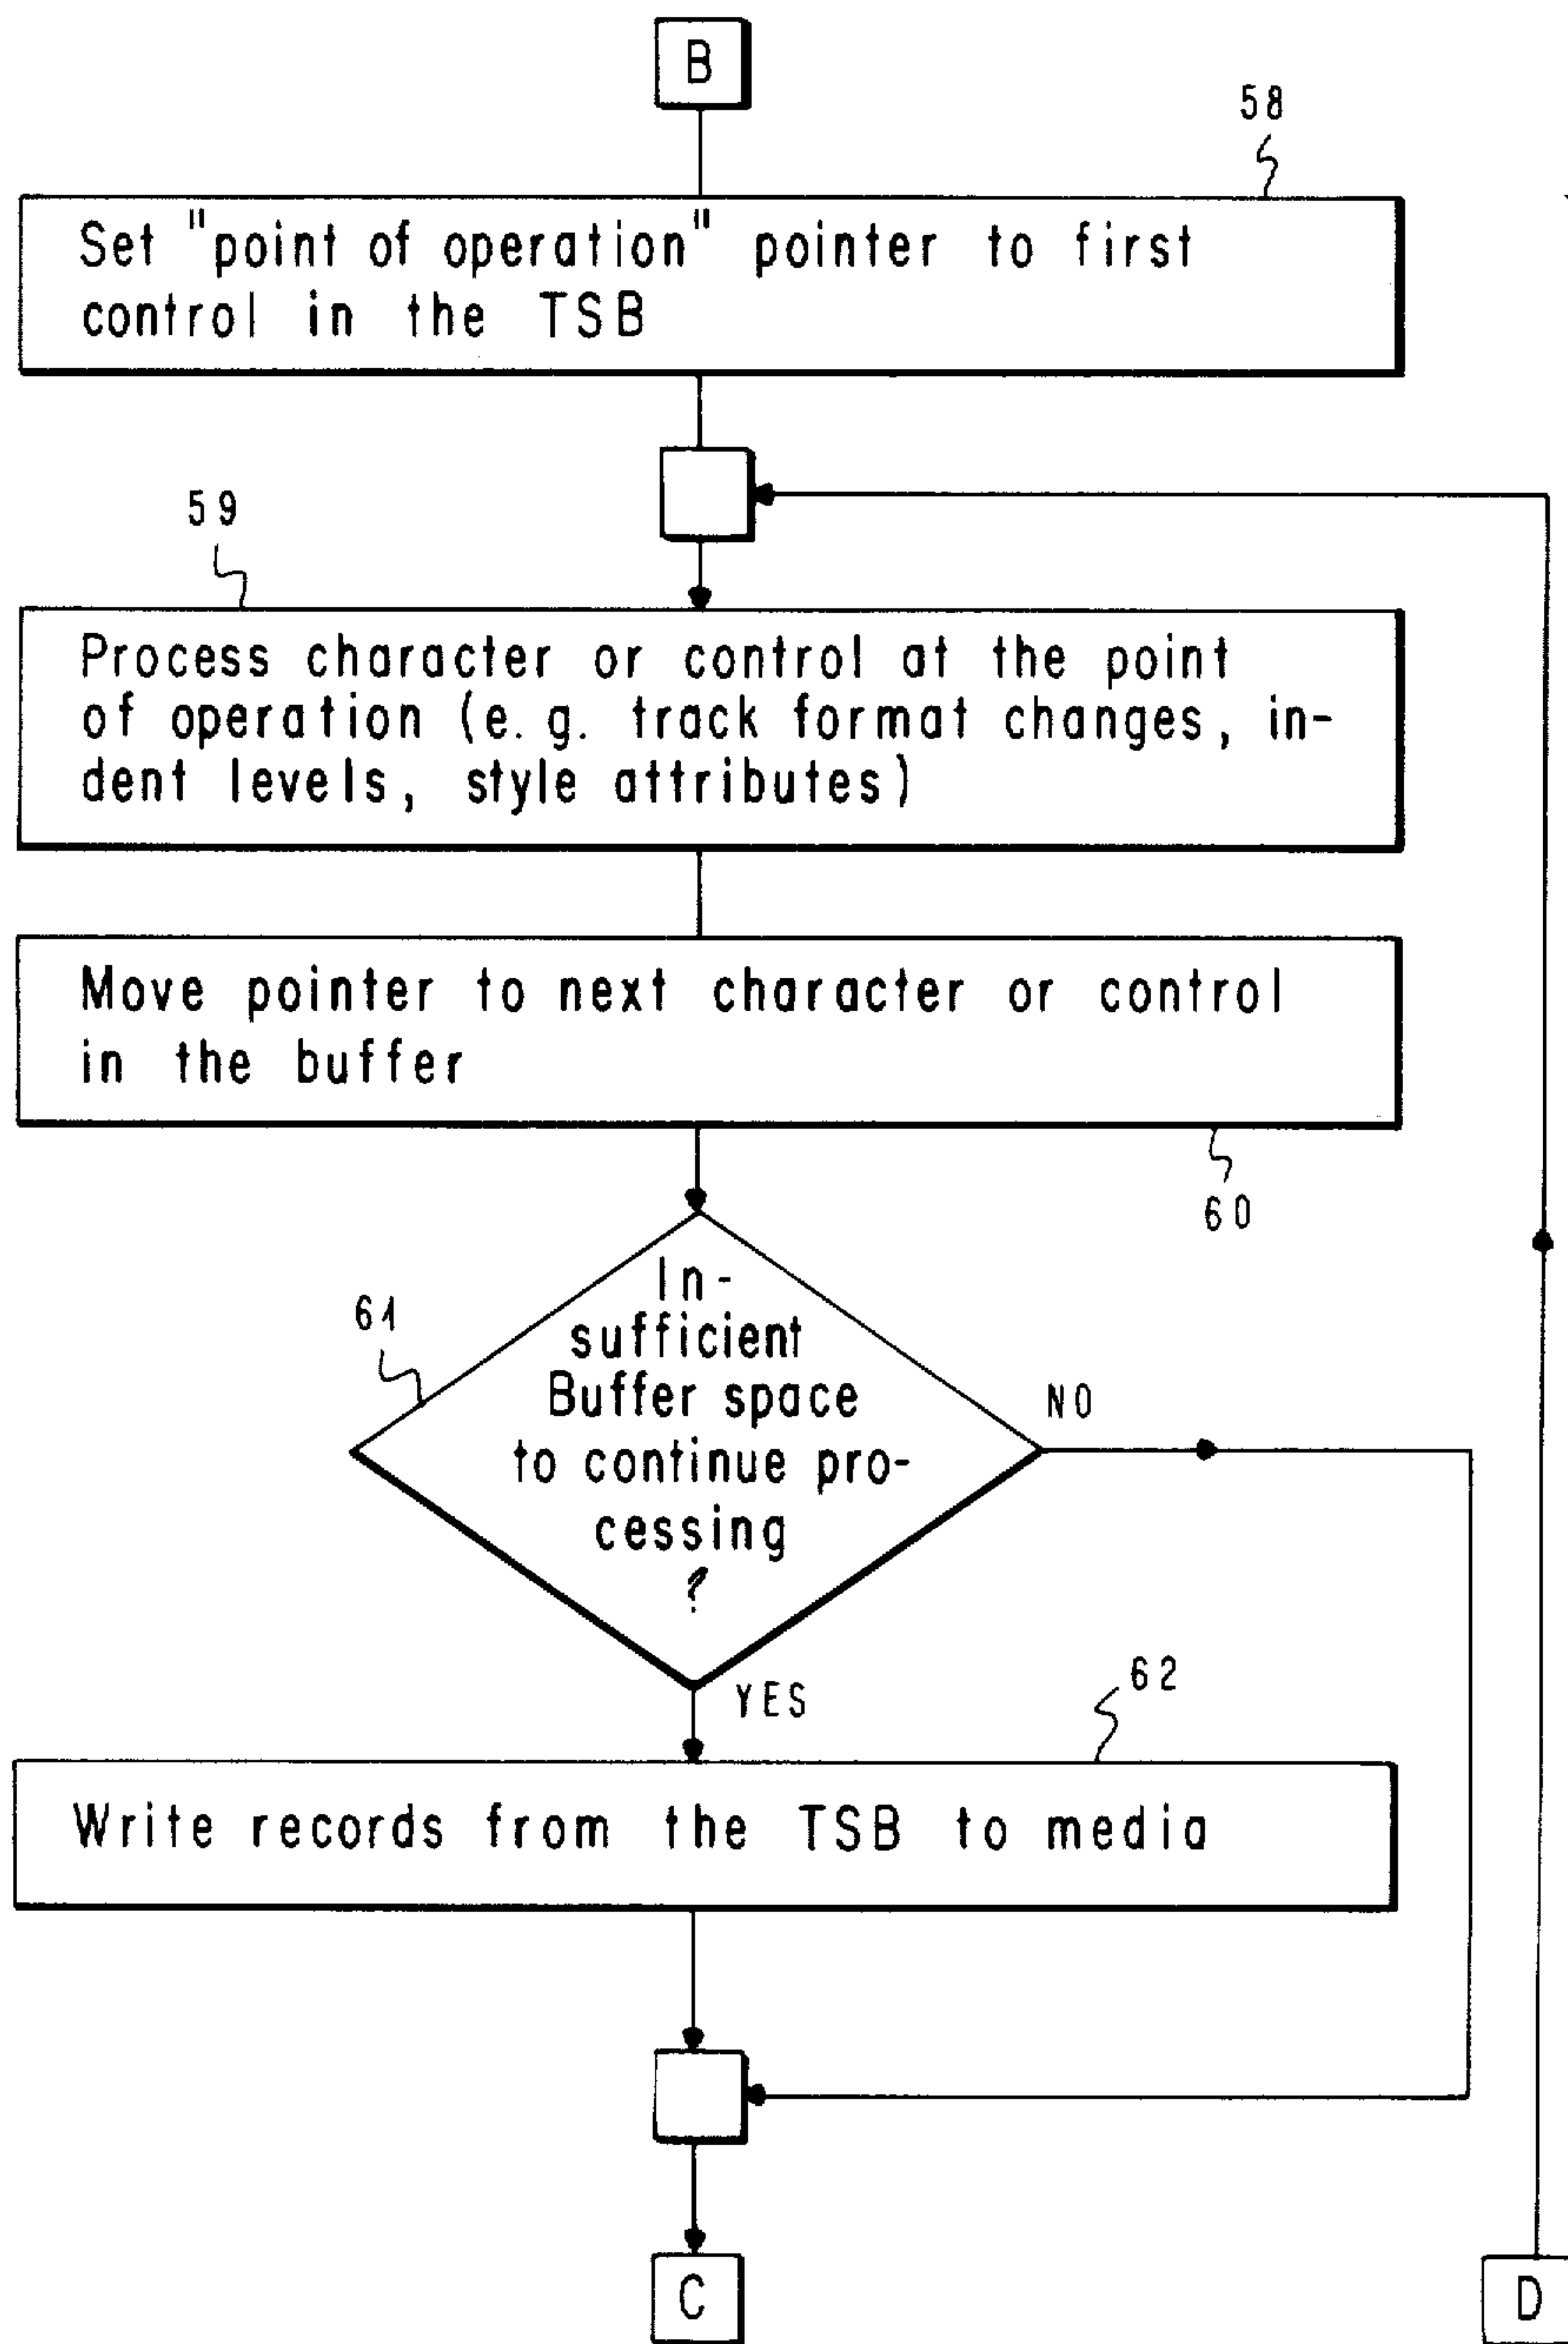 B
58
Set "point of operation" pointer to first
control in the TSB
59
Process character or control at the point
of operation (e.g. track format changes, in-
dent levels, style attributes)
Move pointer to next character or control
in the buffer
60
61
In-
sufficient
Buffer space
to continue pro-
cessing
?
NO
YES
62
Write records from the TSB to media
C
D